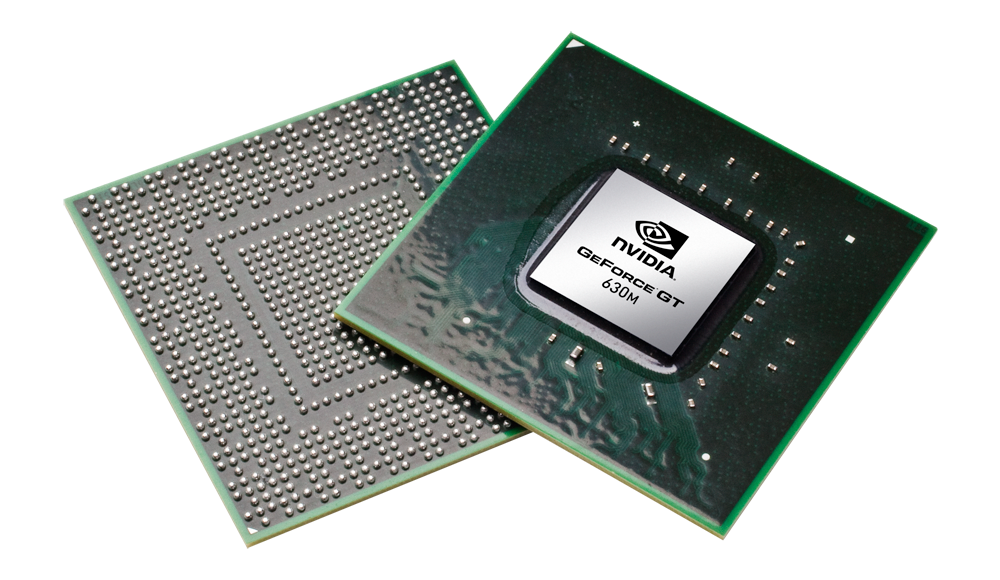 NVIDIA
GEFORCE GT
630M